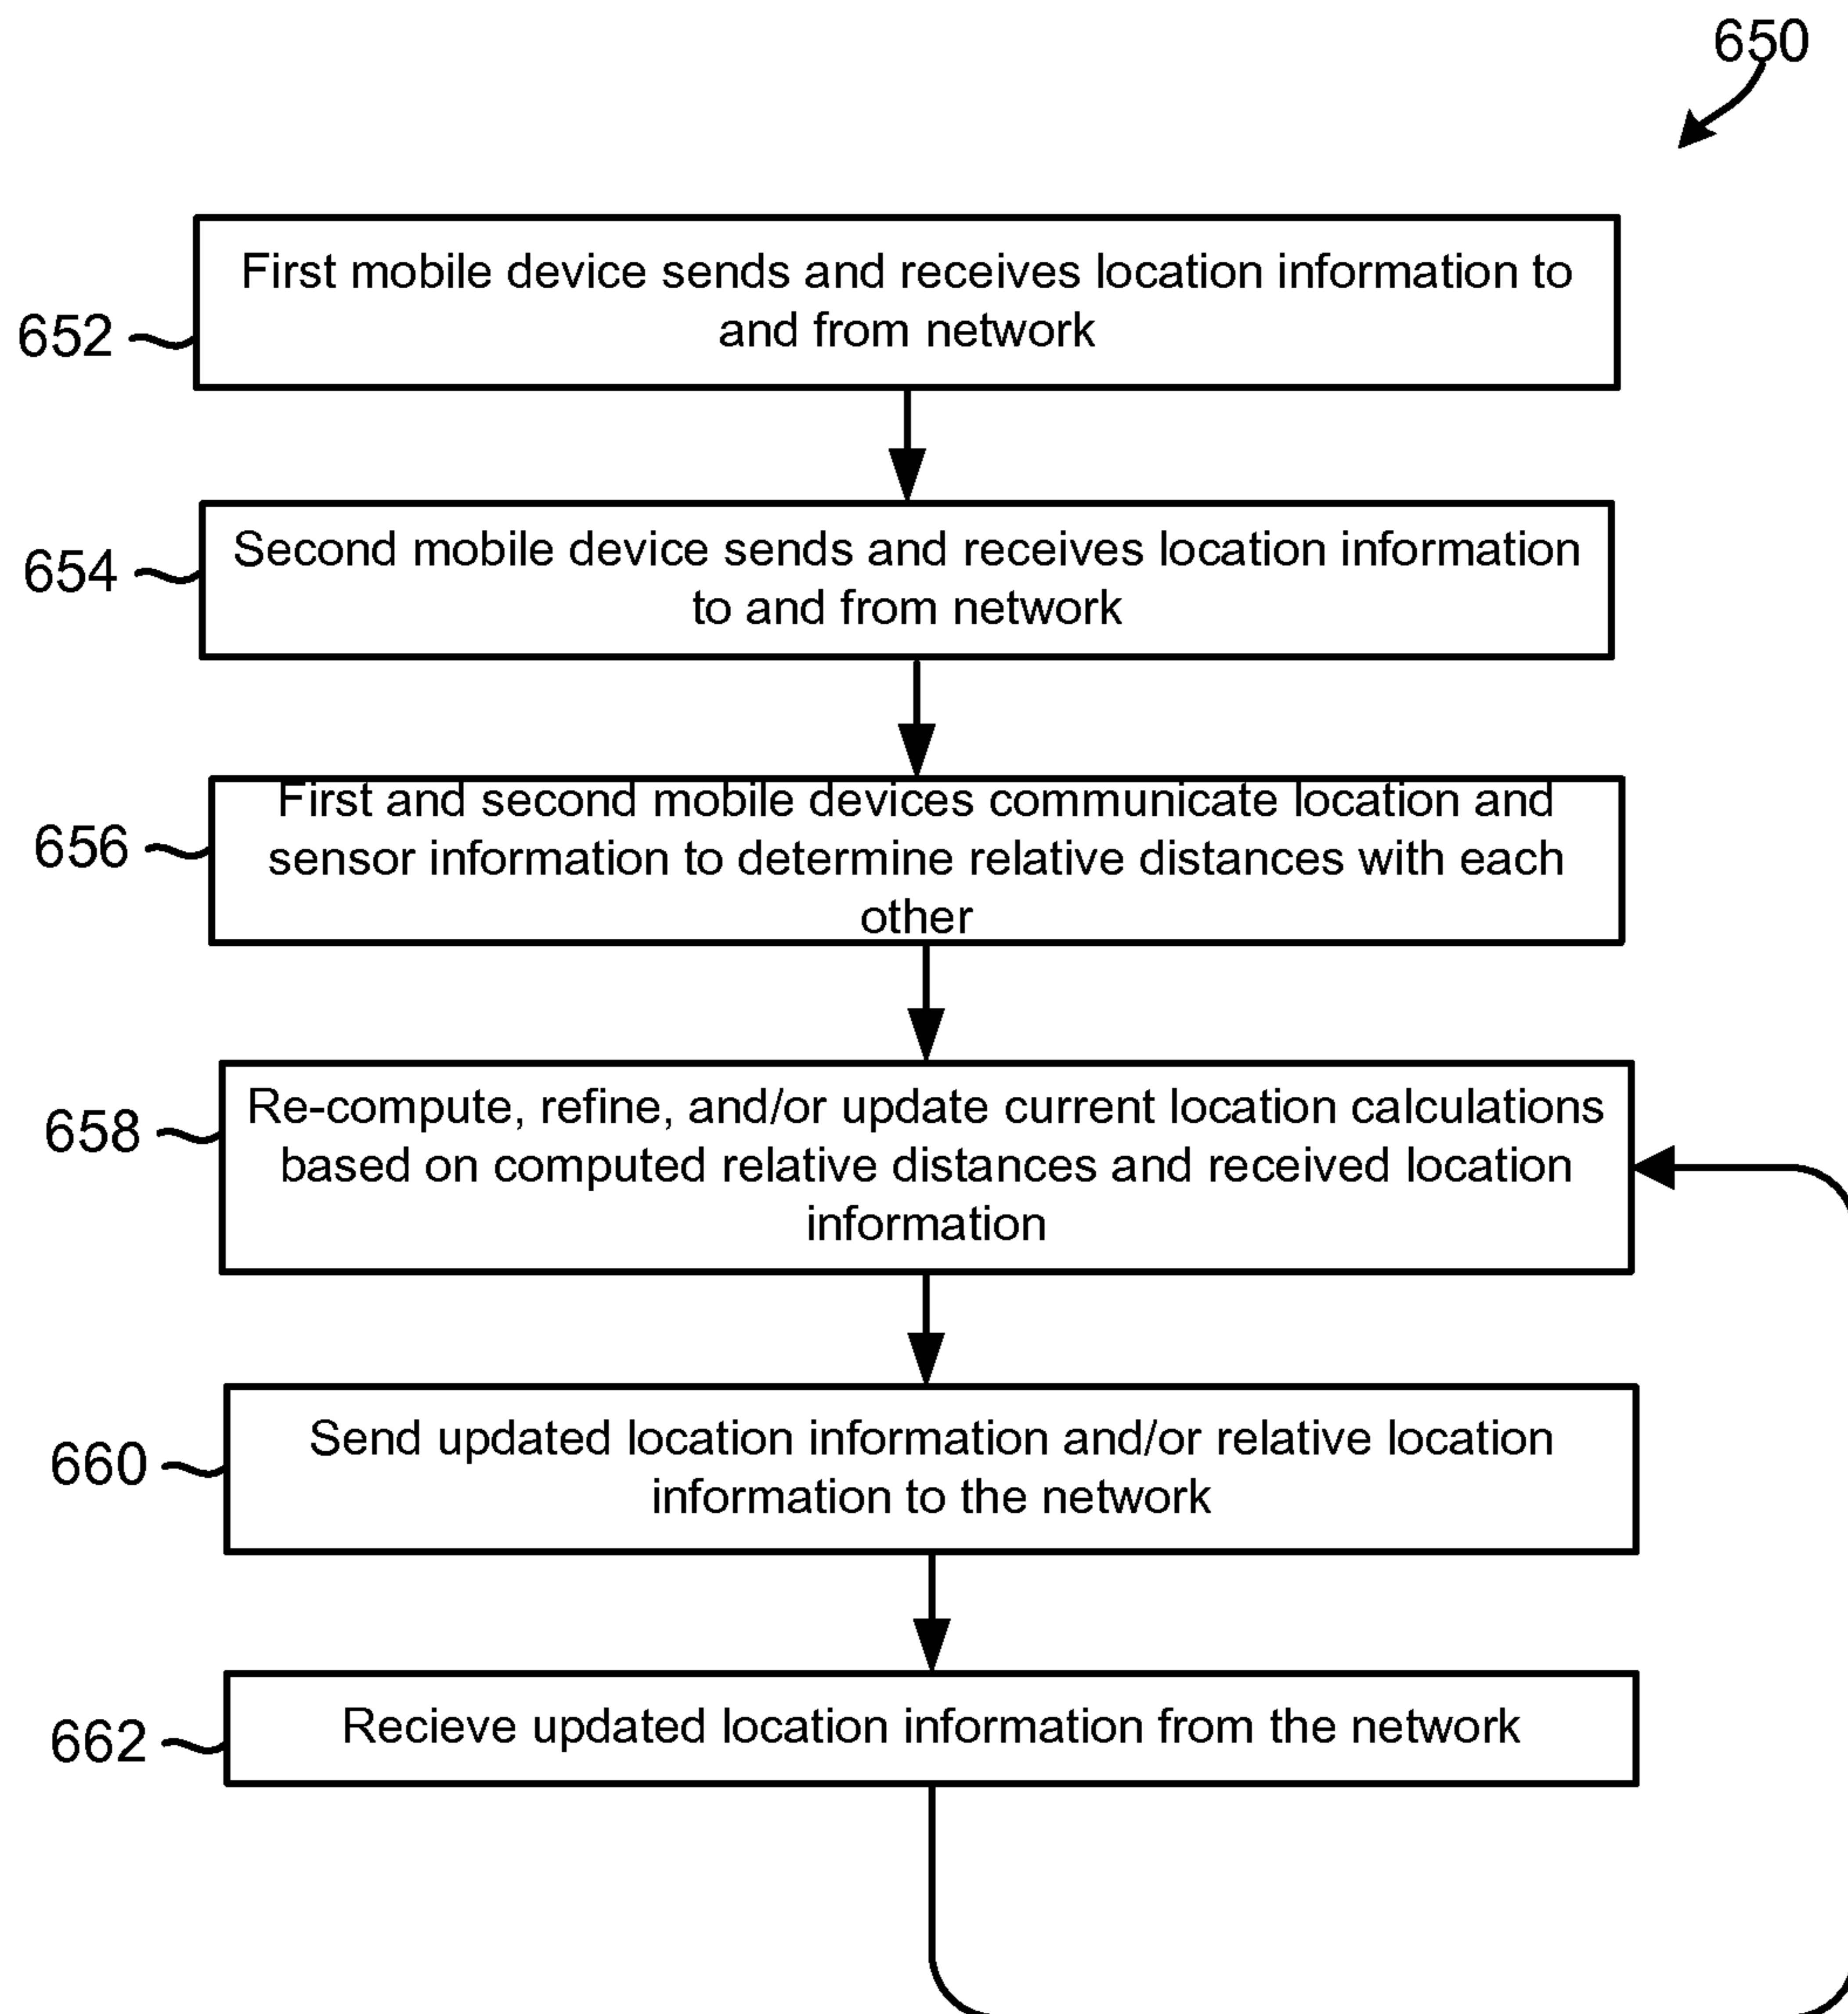 650
First mobile device sends and receives location information to
and from network
652
Second mobile device sends and receives location information
to and from network
654
First and second mobile devices communicate location and
sensor information to determine relative distances with each
other
656
Re-compute, refine, and/or update current location calculations
based on computed relative distances and received location
information
658
Send updated location information and/or relative location
information to the network
660
Recieve updated location information from the network
662